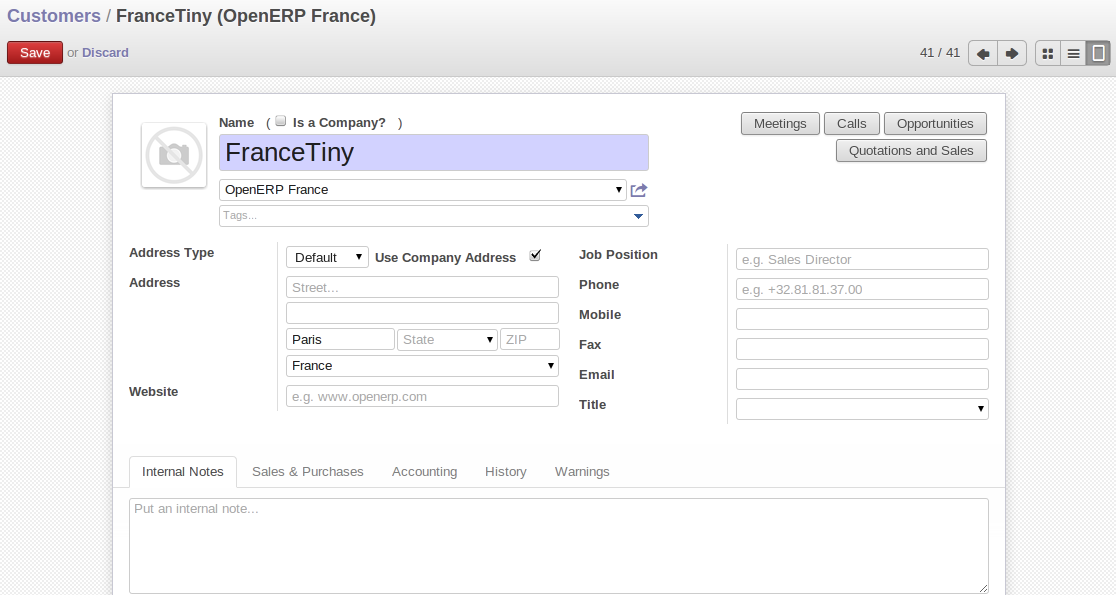 Customers / FranceTiny (OpenERP France)
Save or Discard
41 / 41
Name ( Is a Company? )
FranceTiny
OpenERP France
Tags...
Meetings Calls Opportunities
Quotations and Sales
Address Type Default Use Company Address
Address Street...
Paris State ZIP
France
Website e.g. www.openerp.com
Job Position e.g. Sales Director
Phone e.g. +32.81.81.37.00
Mobile
Fax
Email
Title
Internal Notes Sales & Purchases Accounting History Warnings
Put an internal note...